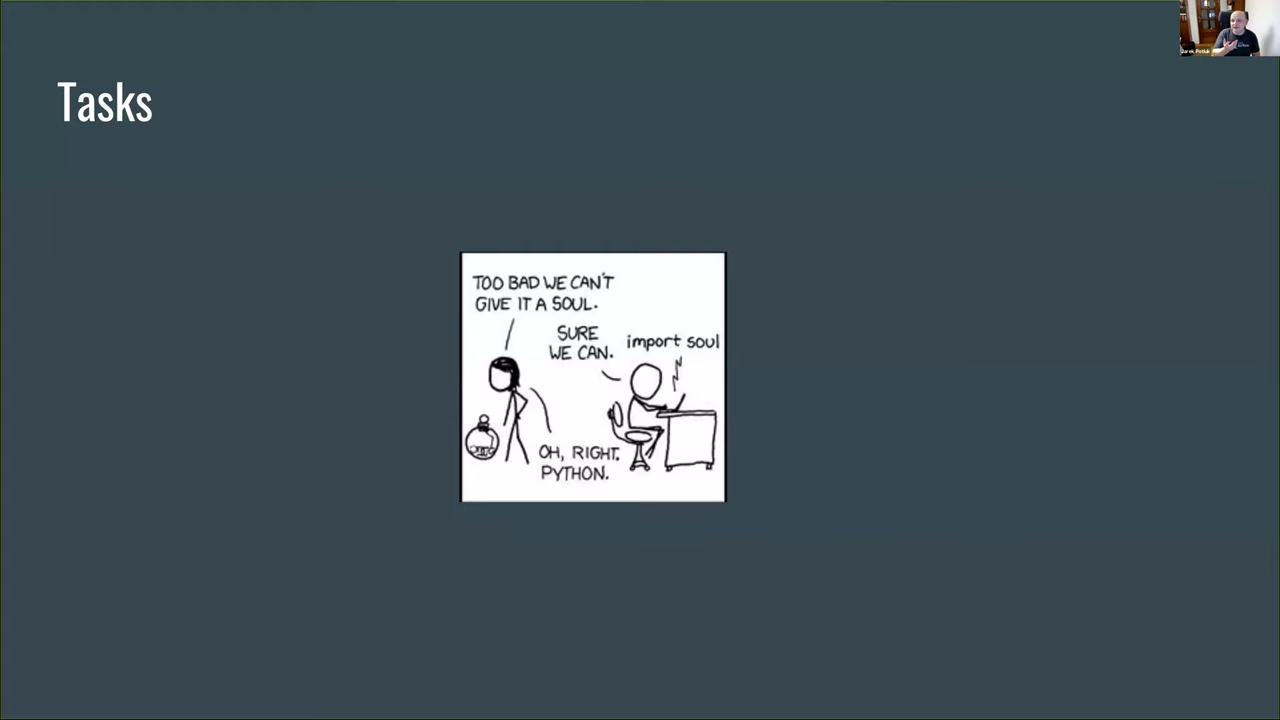 Tasks
TOO BAD WE CAN'T
GIVE IT A SOUL.
SURE
WE CAN.
import soul
OH, RIGHT.
PYTHON.